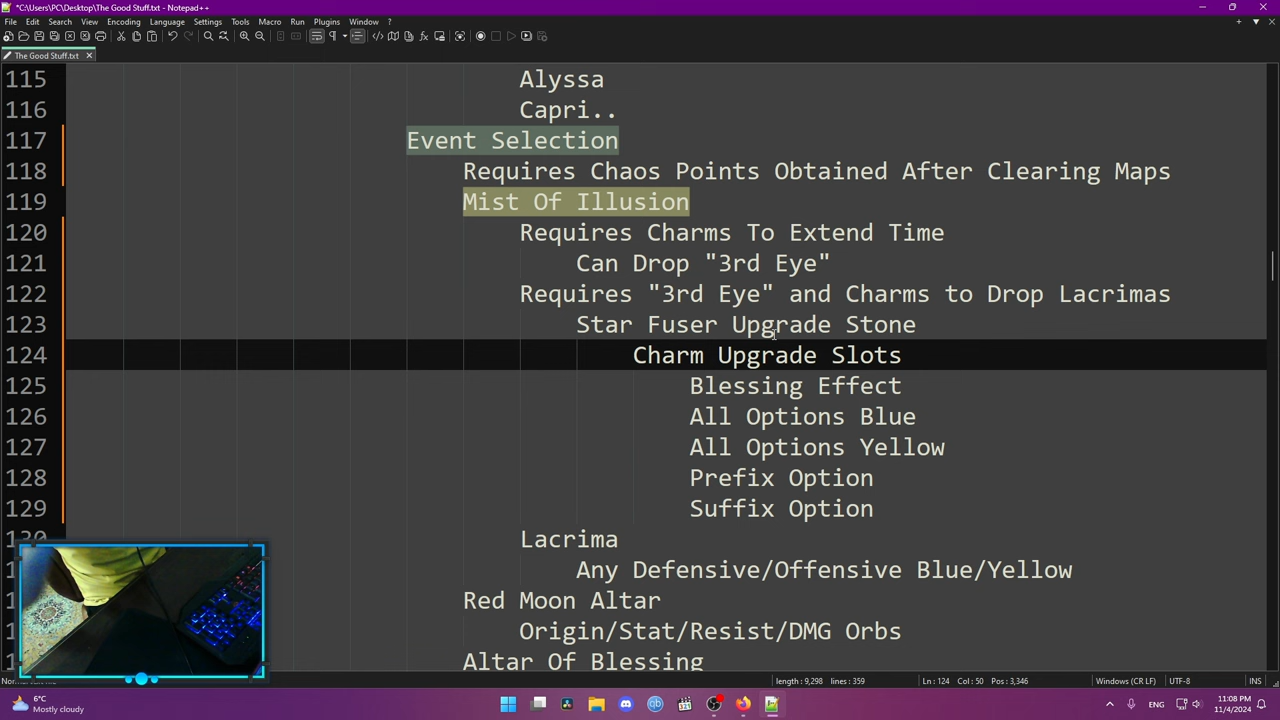 *C:\Users\PC\Desktop\The Good Stuff.txt - Notepad++
File Edit Search View Encoding Language Settings Tools Macro Run Plugins Window ?
The Good Stuff.txt
115 Alyssa
116 Capri..
117 Event Selection
118 Requires Chaos Points Obtained After Clearing Maps
119 Mist Of Illusion
120 Requires Charms To Extend Time
121 Can Drop "3rd Eye"
122 Requires "3rd Eye" and Charms to Drop Lacrimas
123 Star Fuser Upgrade Stone
124 Charm Upgrade Slots
125 Blessing Effect
126 All Options Blue
127 All Options Yellow
128 Prefix Option
129 Suffix Option
130 Lacrima
Any Defensive/Offensive Blue/Yellow
Red Moon Altar
Origin/Stat/Resist/DMG Orbs
Altar Of Blessing
length : 9,298 lines : 359 Ln : 124 Col : 50 Pos : 3,346 Windows (CR LF) UTF-8 INS
6°C
Mostly cloudy
ENG
11:08 PM
11/4/2024